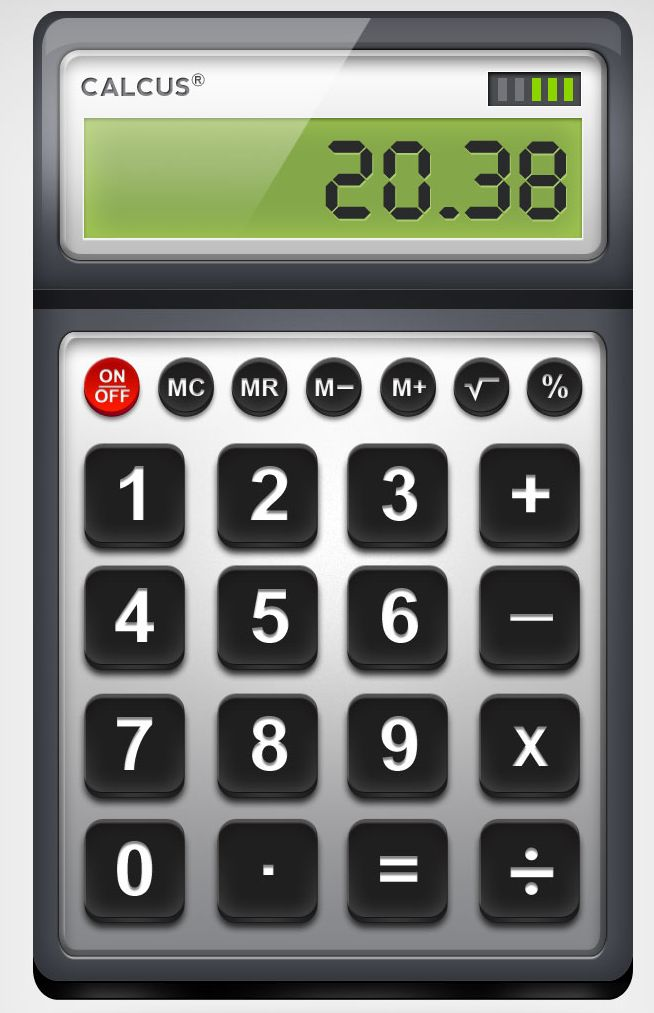 CALCUS®
20.38
ON
OFF
MC MR M− M+ √ %
1 2 3 +
4 5 6 −
7 8 9 X
0 . = ÷